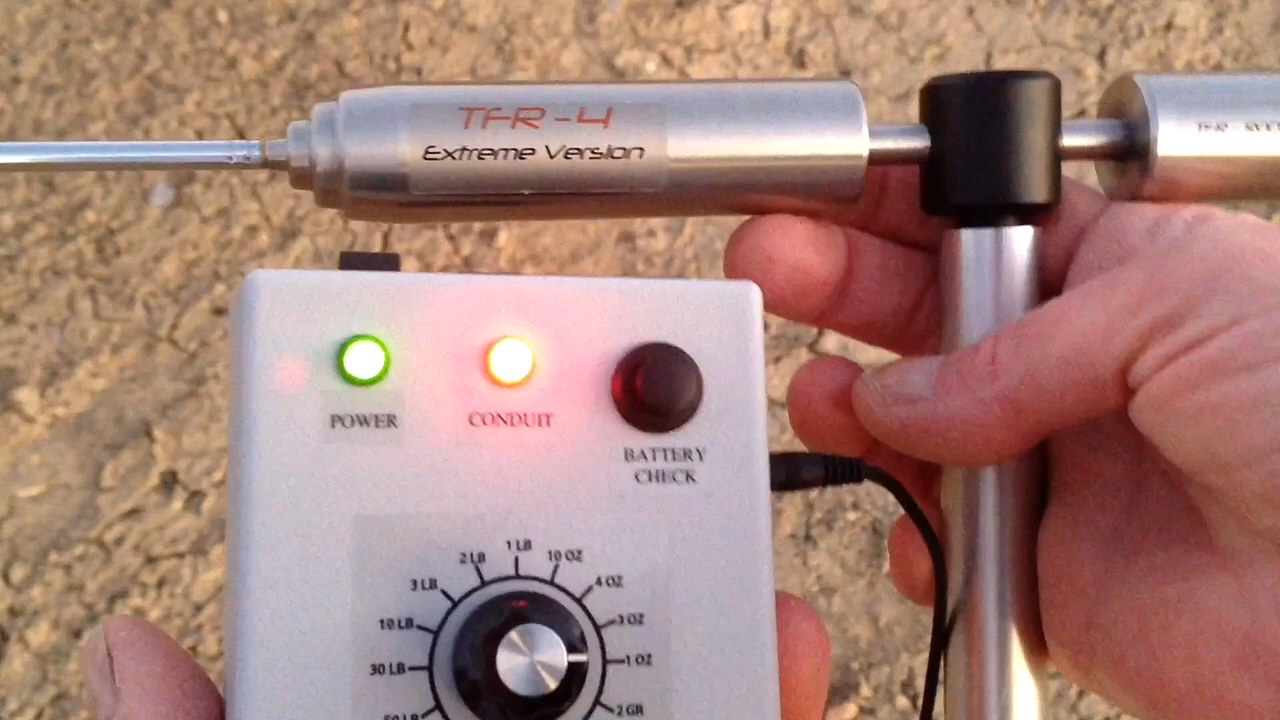 TFR-4
Extreme Version
TFR
POWER
CONDUIT
BATTERY
CHECK
1 LB
2 LB
10 OZ
3 LB
4 OZ
10 LB
3 OZ
30 LB
1 OZ
2 GR